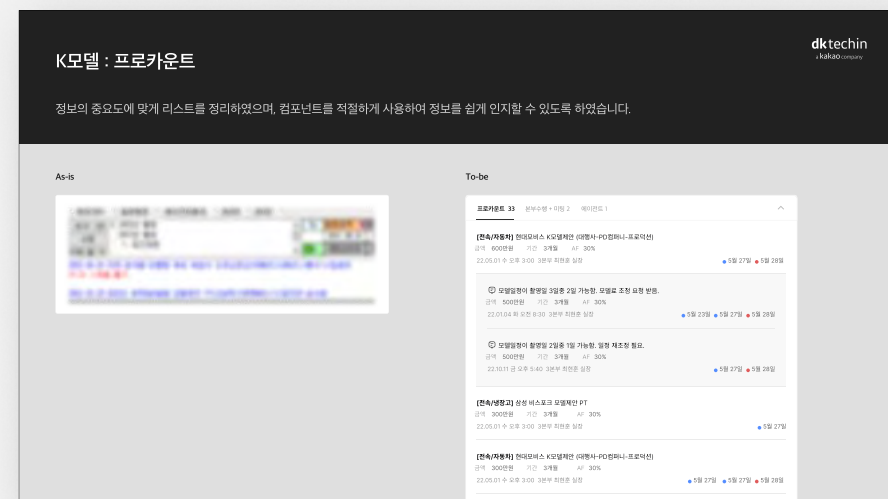 dktechin
a kakao company
K모델 : 프로카운트
정보의 중요도에 맞게 리스트를 정리하였으며, 컴포넌트를 적절하게 사용하여 정보를 쉽게 인지할 수 있도록 하였습니다.
As-is
To-be
프로카운트 33 본부수행 • 미팅 2 에이전트 1
[전속/자동차] 현대모비스 K모델제안 (대행사-PD컴퍼니-프로덕션)
금액 600만원 기간 3개월 AF 30%
22.05.01 수 오후 3:00 3본부 최현훈 실장 5월 27일 5월 28일
모델일정이 촬영일 3일중 2일 가능함. 모델료 조정 요청 받음.
금액 500만원 기간 3개월 AF 30%
22.01.04 화 오전 8:30 3본부 최현훈 실장 5월 23일 5월 27일 5월 28일
모델일정이 촬영일 2일중 1일 가능함. 일정 재조정 필요.
금액 500만원 기간 3개월 AF 30%
22.10.11 금 오후 5:40 3본부 최현훈 실장 5월 27일 5월 28일
[전속/냉장고] 삼성 비스포크 모델제안 PT
금액 300만원 기간 3개월 AF 30%
22.05.01 수 오후 3:00 3본부 최현훈 실장 5월 27일
[전속/자동차] 현대모비스 K모델제안 (대행사-PD컴퍼니-프로덕션)
금액 300만원 기간 3개월 AF 30%
22.05.01 수 오후 3:00 3본부 최현훈 실장 5월 27일 5월 27일 5월 28일